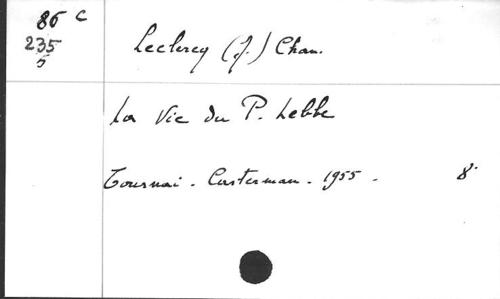 86 C
235
5
Leclercq (J.) Chan.
La Vie du P. Lebbe
Tournai - Casterman - 1955 - 8°